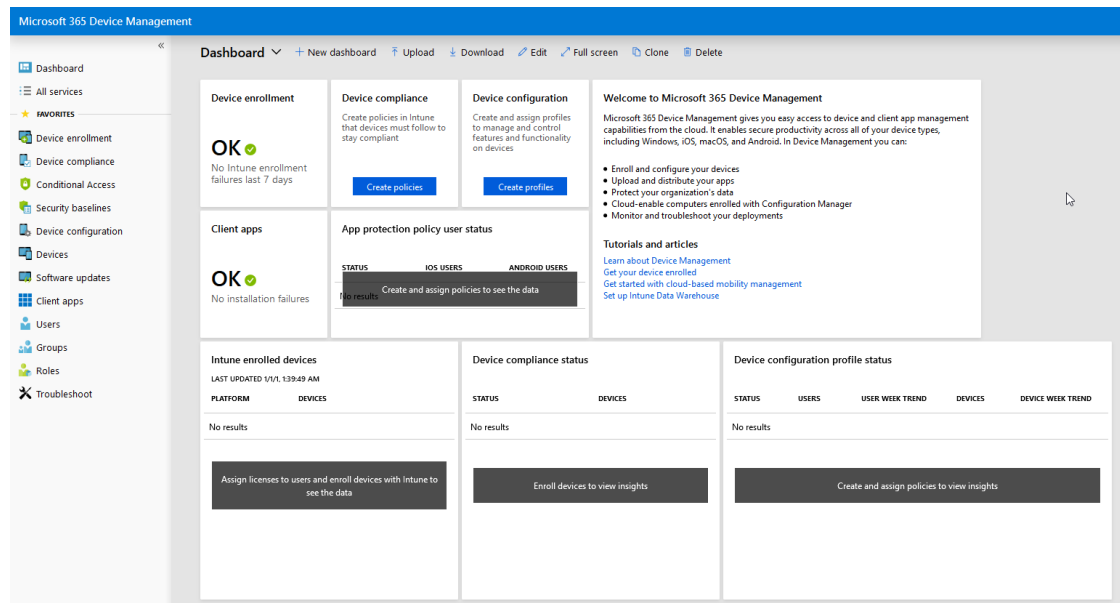 Microsoft 365 Device Management
«
Dashboard
All services
FAVORITES
Device enrollment
Device compliance
Conditional Access
Security baselines
Device configuration
Devices
Software updates
Client apps
Users
Groups
Roles
Troubleshoot
Dashboard
New dashboard
Upload
Download
Edit
Full screen
Clone
Delete
Device enrollment
OK
No Intune enrollment
failures last 7 days
Device compliance
Create policies in Intune
that devices must follow to
stay compliant
Create policies
Device configuration
Create and assign profiles
to manage and control
features and functionality
on devices
Create profiles
Welcome to Microsoft 365 Device Management
Microsoft 365 Device Management gives you easy access to device and client app management
capabilities from the cloud. It enables secure productivity across all of your device types,
including Windows, iOS, macOS, and Android. In Device Management you can:
• Enroll and configure your devices
• Upload and distribute your apps
• Protect your organization's data
• Cloud-enable computers enrolled with Configuration Manager
• Monitor and troubleshoot your deployments
Tutorials and articles
Learn about Device Management
Get your device enrolled
Get started with cloud-based mobility management
Set up Intune Data Warehouse
Client apps
OK
No installation failures
App protection policy user status
STATUS IOS USERS ANDROID USERS
Create and assign policies to see the data
No results
Intune enrolled devices
LAST UPDATED 1/1/1, 1:39:49 AM
PLATFORM DEVICES
No results
Assign licenses to users and enroll devices with Intune to
see the data
Device compliance status
STATUS DEVICES
No results
Enroll devices to view insights
Device configuration profile status
STATUS USERS USER WEEK TREND DEVICES DEVICE WEEK TREND
No results
Create and assign policies to view insights